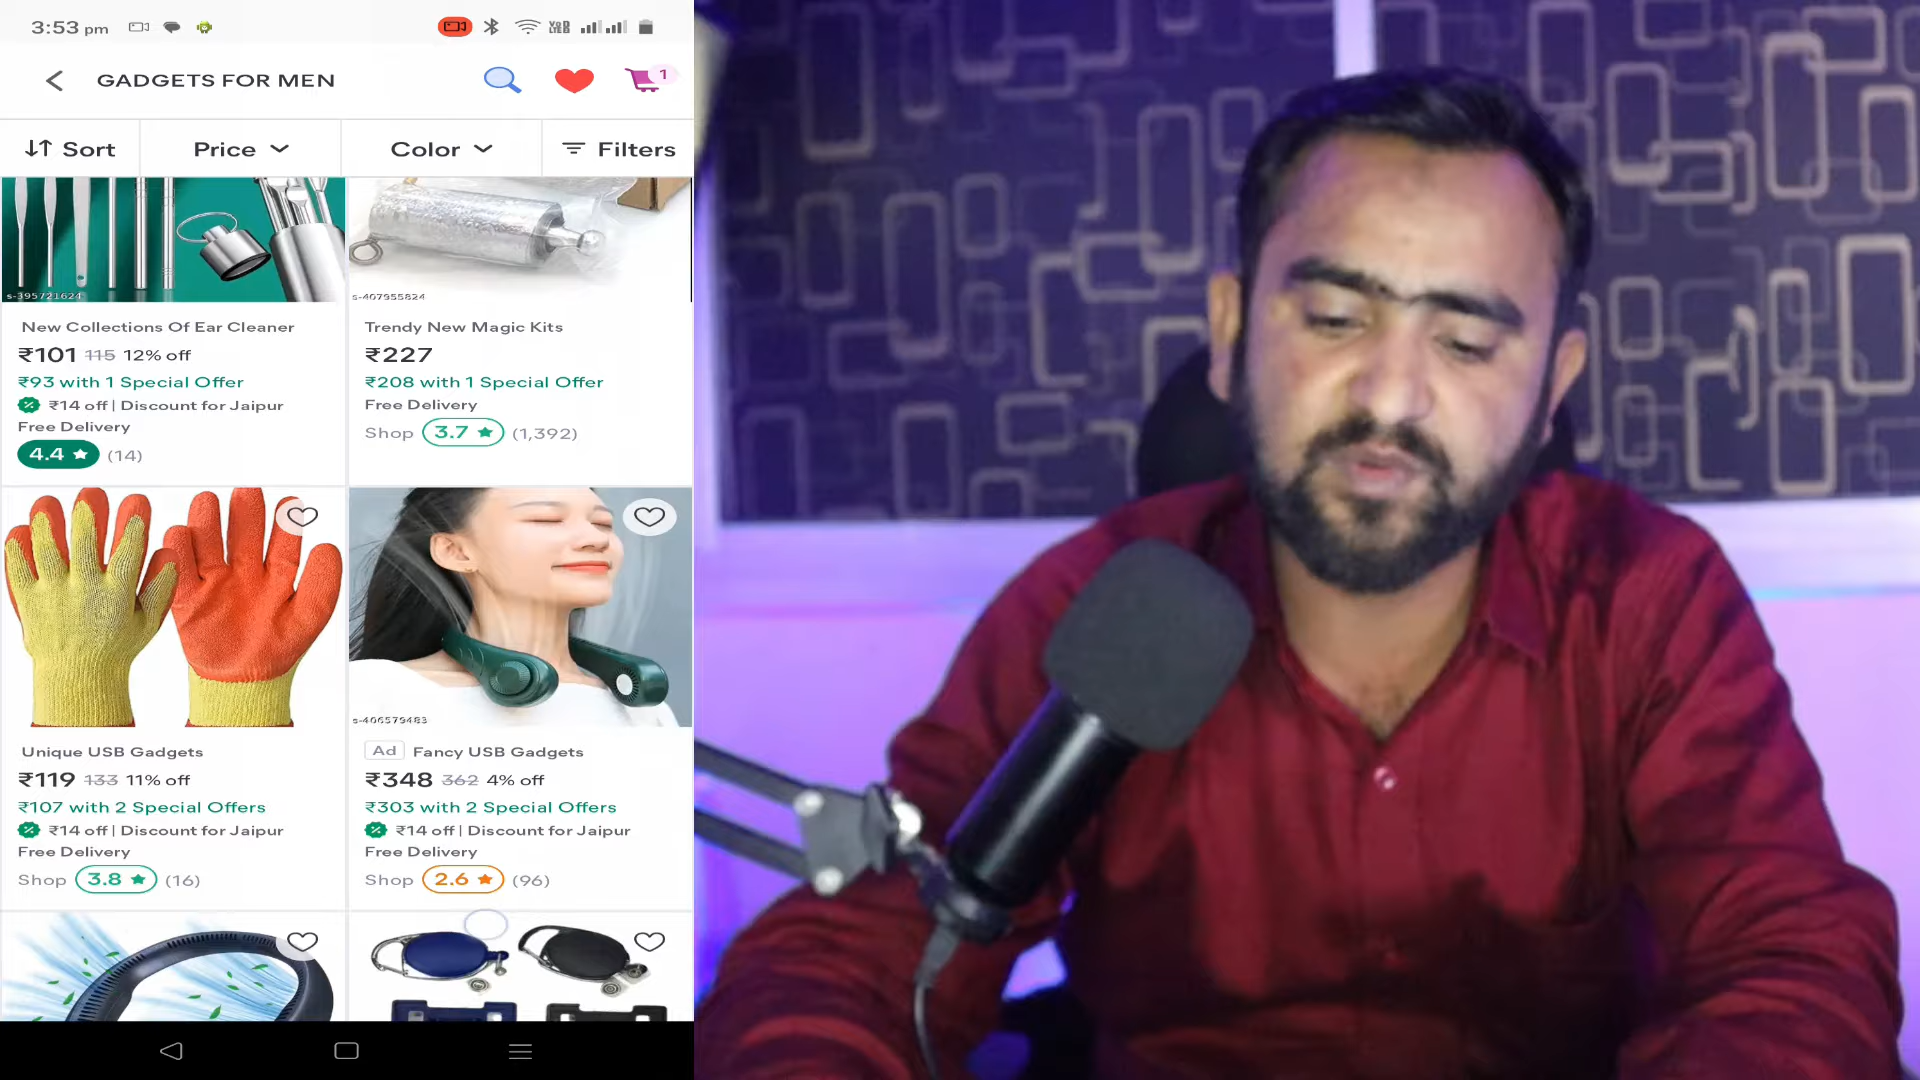 3:53 pm
GADGETS FOR MEN
1
Sort
Price
Color
Filters
s-395721624
s-407955824
New Collections Of Ear Cleaner
₹101 115 12% off
₹93 with 1 Special Offer
₹14 off | Discount for Jaipur
Free Delivery
4.4 ★ (14)
Trendy New Magic Kits
₹227
₹208 with 1 Special Offer
Free Delivery
Shop 3.7 ★ (1,392)
s-406579483
Unique USB Gadgets
₹119 133 11% off
₹107 with 2 Special Offers
₹14 off | Discount for Jaipur
Free Delivery
Shop 3.8 ★ (16)
Ad Fancy USB Gadgets
₹348 362 4% off
₹303 with 2 Special Offers
₹14 off | Discount for Jaipur
Free Delivery
Shop 2.6 ★ (96)